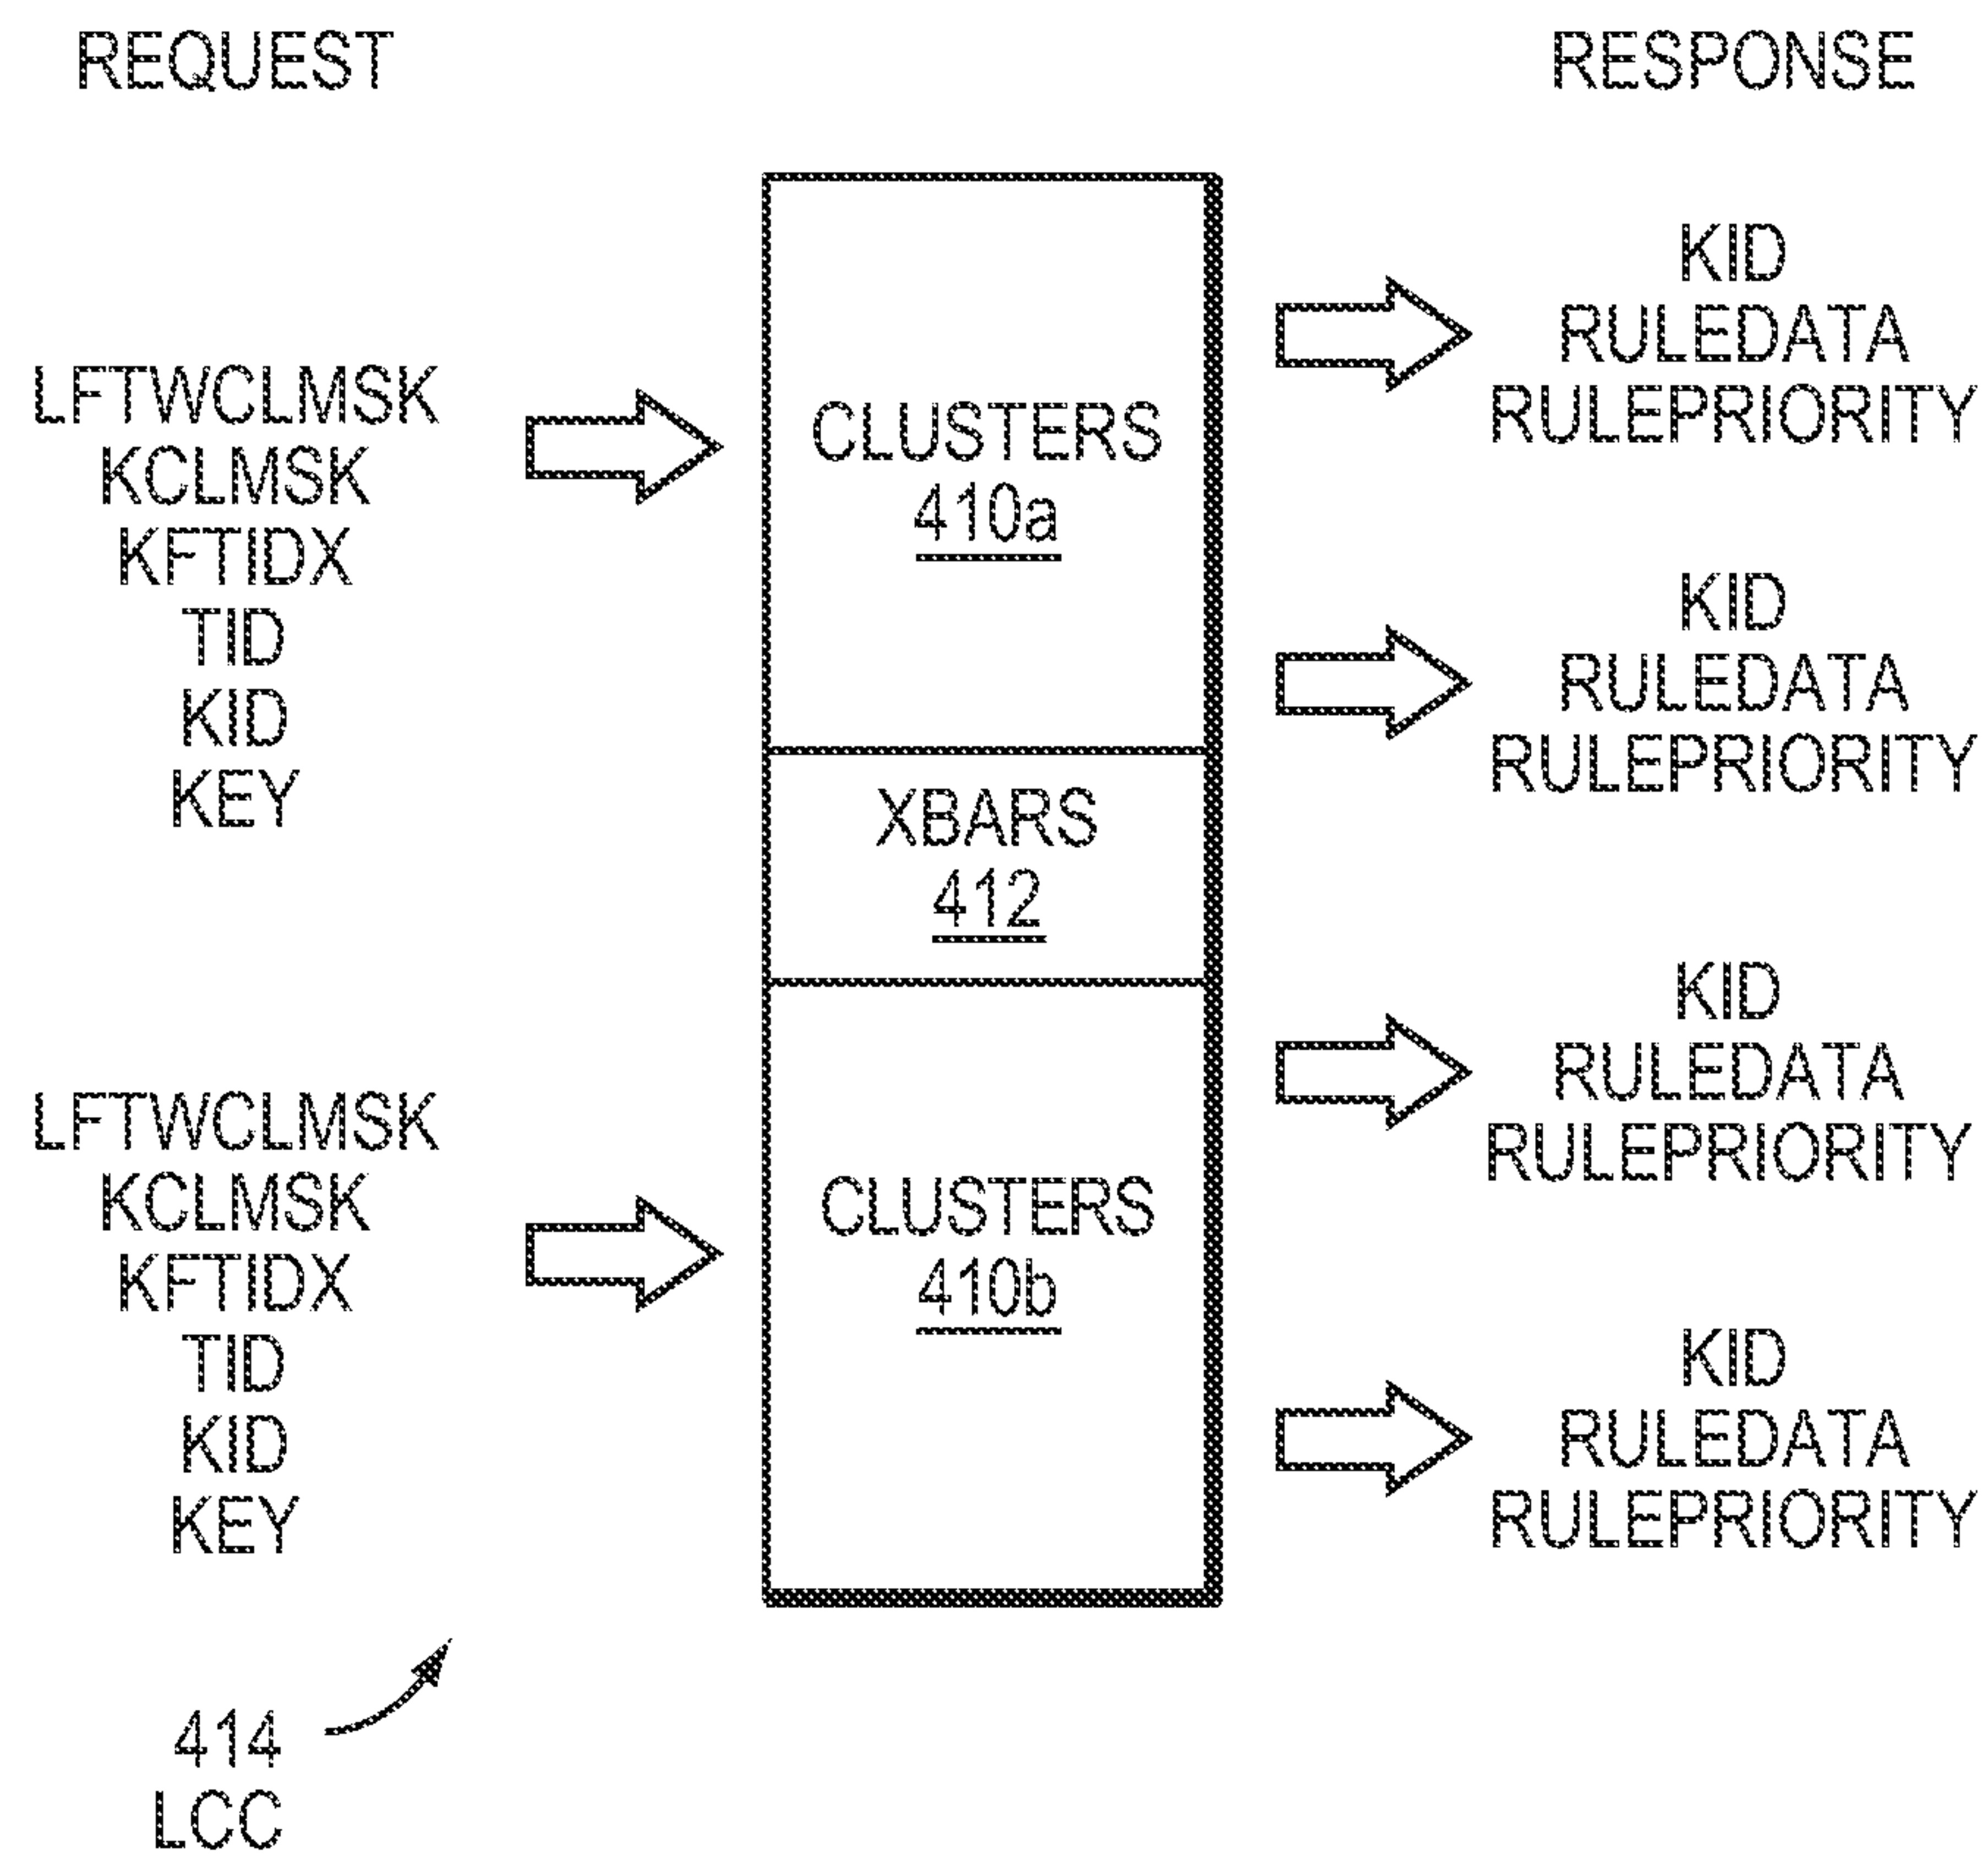 REQUEST
RESPONSE
LFTWCLMSK
KCLMSK
KFTIDX
TID
KID
KEY
CLUSTERS
410a
KID
RULEDATA
RULEPRIORITY
KID
RULEDATA
RULEPRIORITY
XBARS
412
LFTWCLMSK
KCLMSK
KFTIDX
TID
KID
KEY
CLUSTERS
410b
KID
RULEDATA
RULEPRIORITY
KID
RULEDATA
RULEPRIORITY
414
LCC